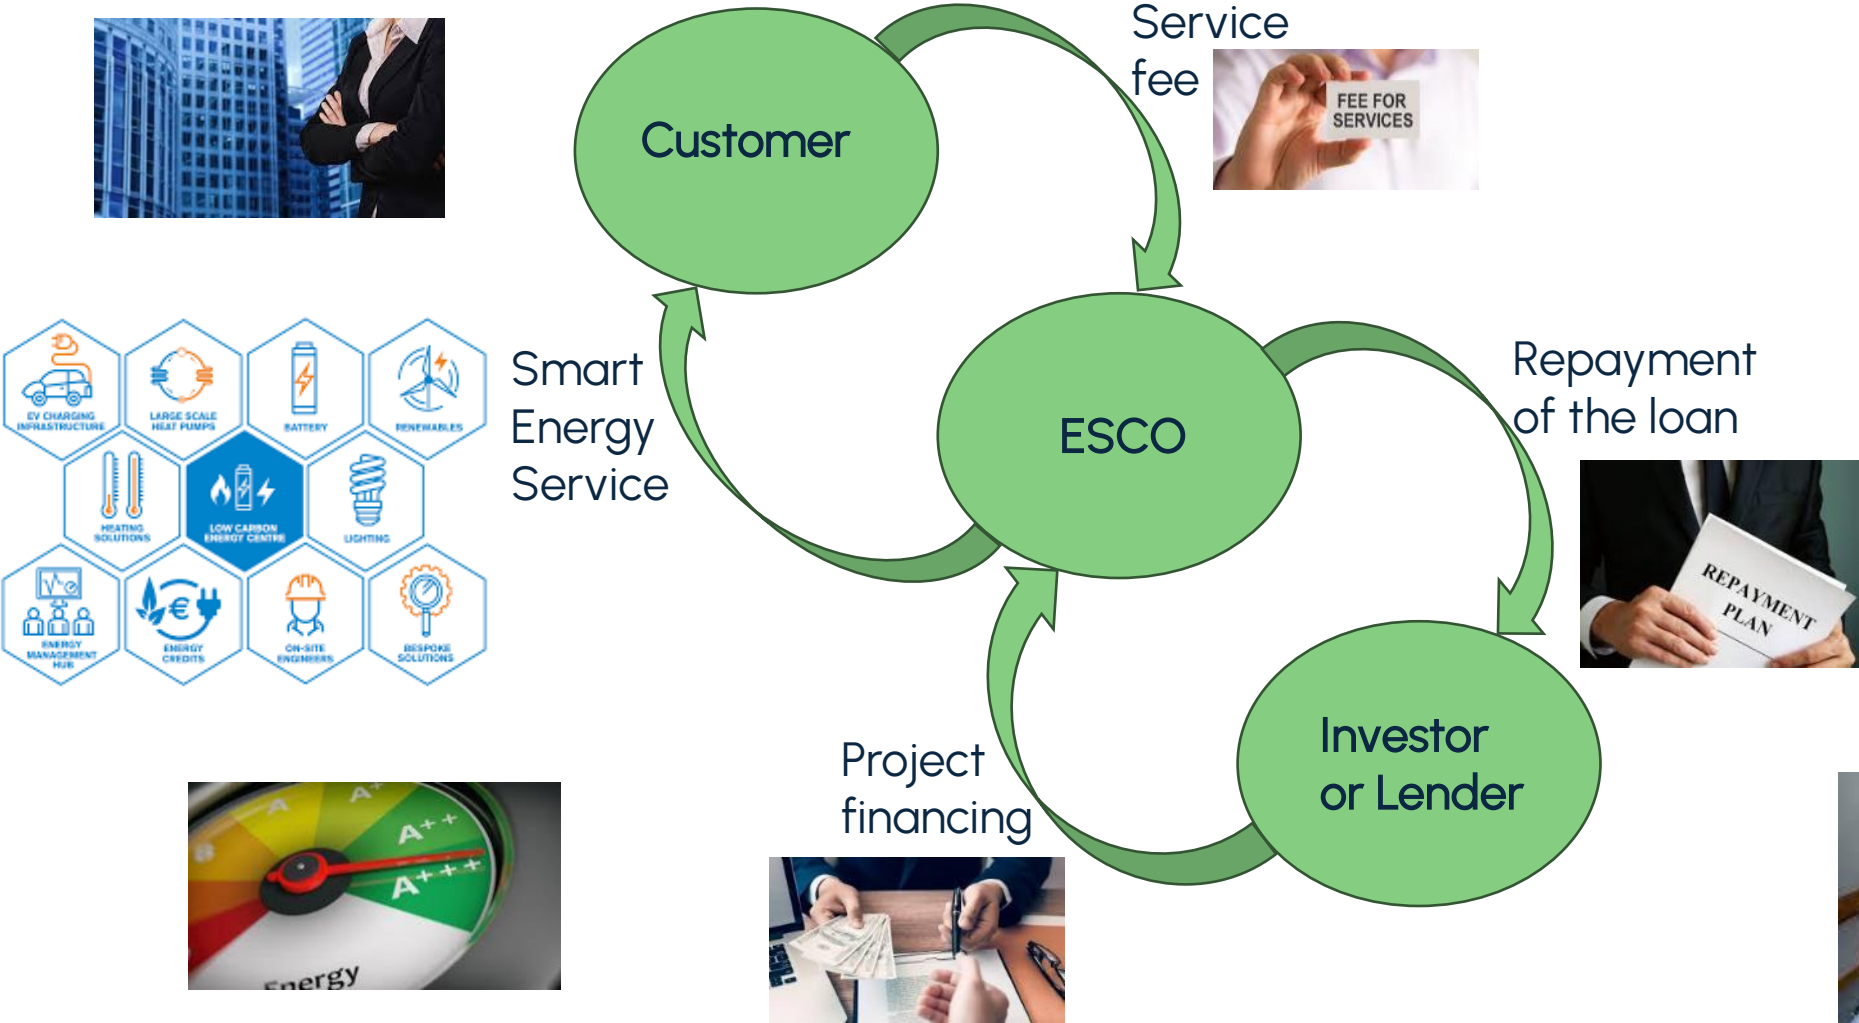 Service
fee
FEE FOR
SERVICES
Customer
Smart
Energy
Service
ESCO
Repayment
of the loan
REPAYMENT
PLAN
EV CHARGING
INFRASTRUCTURE
LARGE SCALE
HEAT PUMPS
BATTERY
RENEWABLES
HEATING
SOLUTIONS
LOW CARBON
ENERGY CENTRE
LIGHTING
ENERGY
MANAGEMENT
HUB
€
ENERGY
CREDITS
ON-SITE
ENGINEERS
BESPOKE
SOLUTIONS
Project
financing
Investor
or Lender
A
A+
A++
A+++
Energy